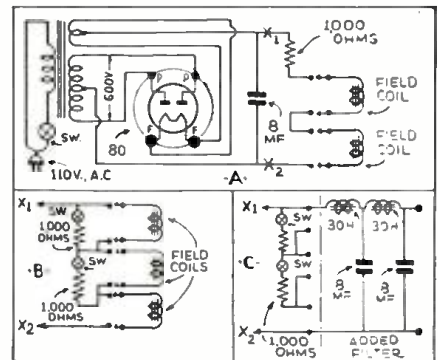 X1
1,000
OHMS
600V.
P
P
F
F
80
SW.
110V., A.C
8
MF
FIELD
COIL
FIELD
COIL
X2
-A-
X1
SW
1,000
OHMS
SW
-B-
1,000
OHMS
X2
FIELD
COILS
X1
SW
SW
-C-
30H
30H
8
MF
8
MF
X2
1,000
OHMS
ADDED
FILTER